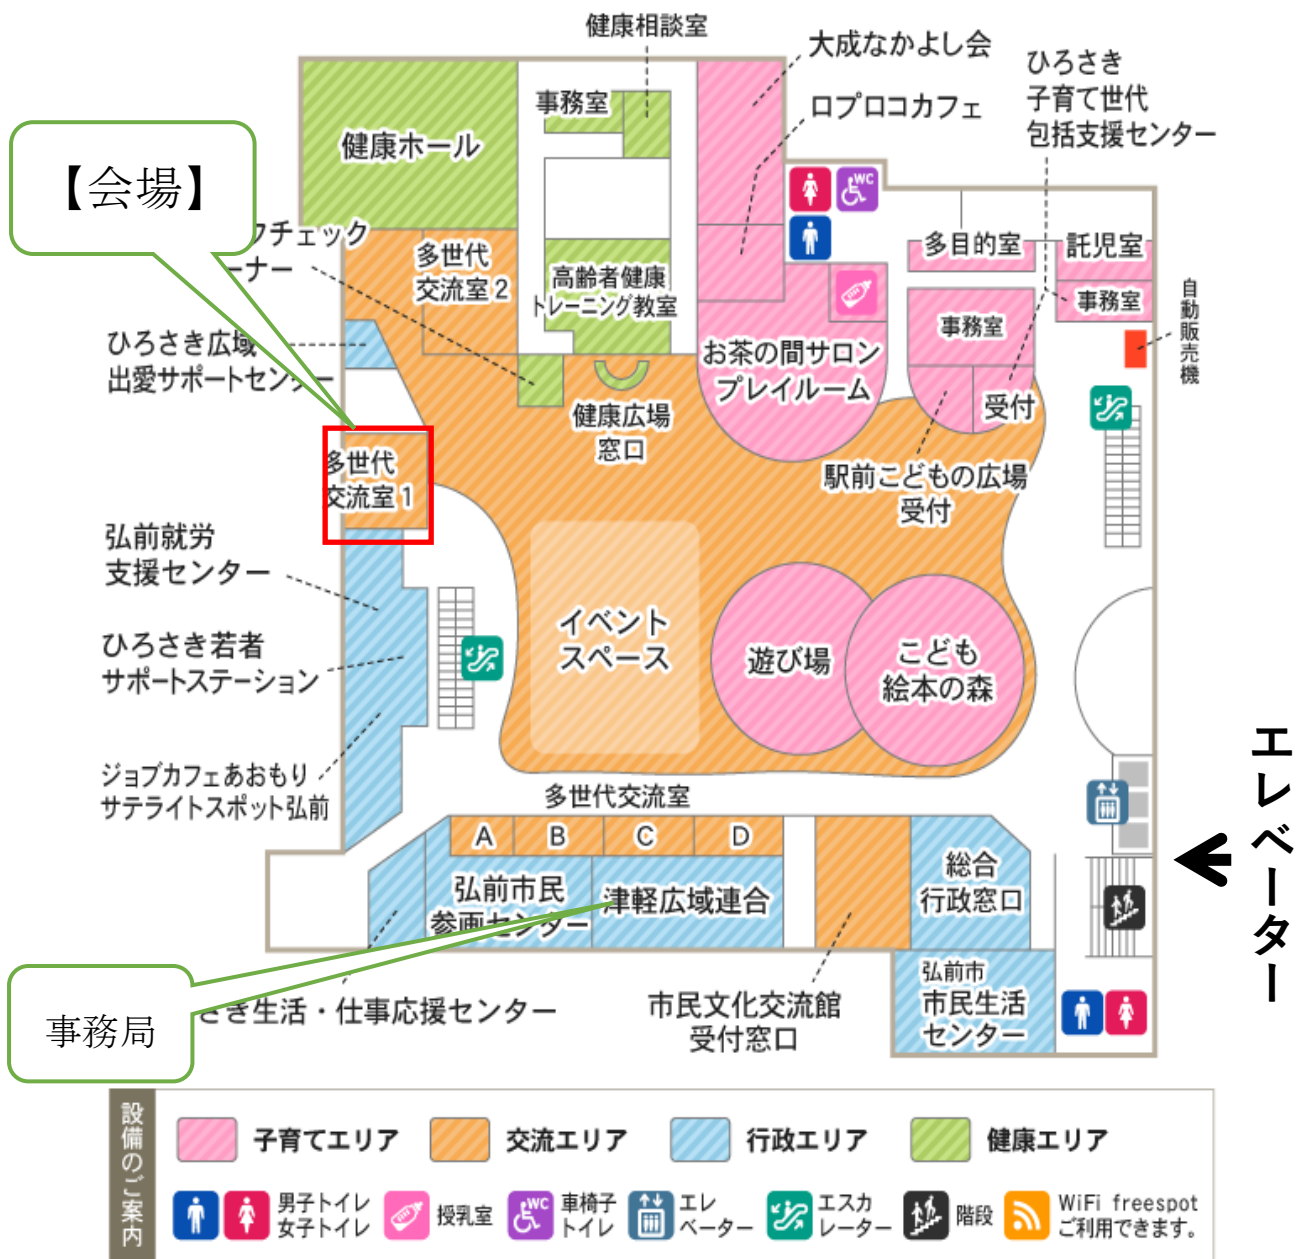 健康相談室
大成なかよし会
ひろさき
子育て世代
包括支援センター
ロプロコカフェ
事務室
健康ホール
【会場】
フチェック
ーナー
多世代
交流室2
高齢者健康
トレーニング教室
多目的室
託児室
事務室
事務室
自動販売機
ひろさき広域
出愛サポートセンター
お茶の間サロン
プレイルーム
受付
健康広場
窓口
駅前こどもの広場
受付
多世代
交流室1
弘前就労
支援センター
ひろさき若者
サポートステーション
ジョブカフェあおもり
サテライトスポット弘前
イベント
スペース
遊び場
こども
絵本の森
エレベーター
多世代交流室
A
B
C
D
弘前市民
参画センター
津軽広域連合
総合
行政窓口
事務局
さき生活・仕事応援センター
市民文化交流館
受付窓口
弘前市
市民生活
センター
設備のご案内
子育てエリア
交流エリア
行政エリア
健康エリア
男子トイレ
女子トイレ
授乳室
WC
車椅子
トイレ
エレ
ベーター
エスカ
レーター
階段
WiFi freespot
ご利用できます。
WC